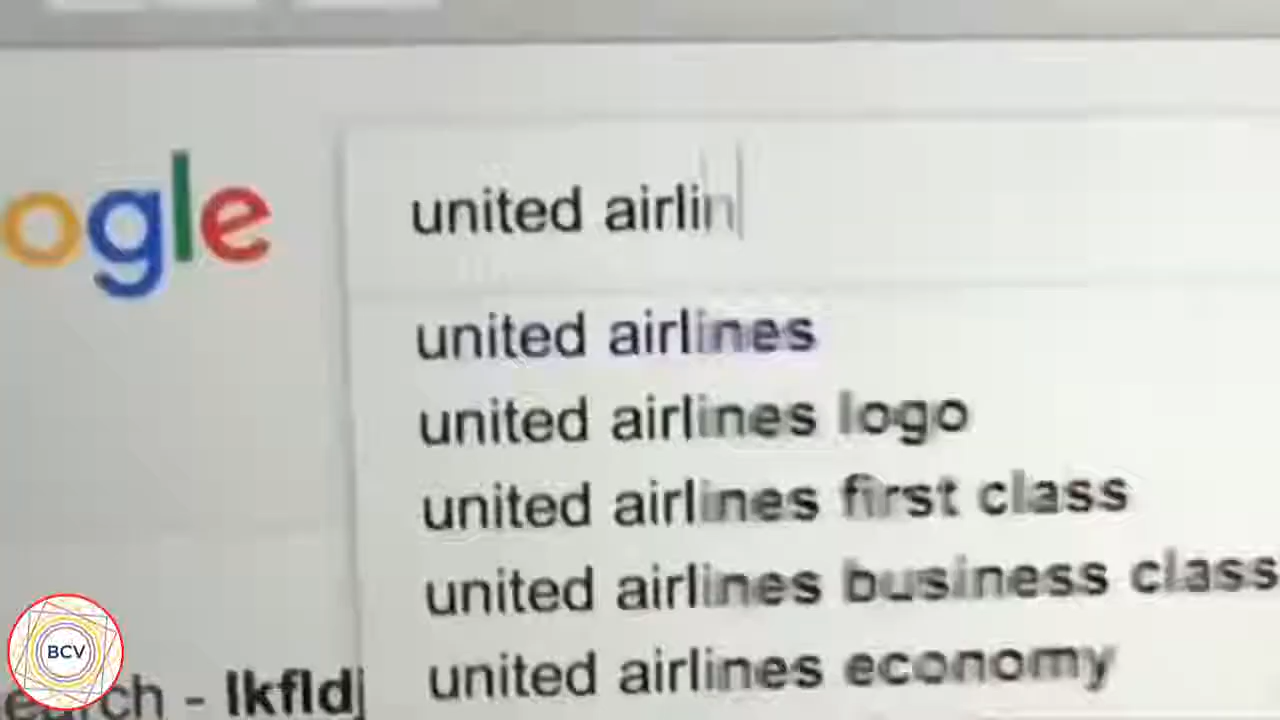 ogle
united airlin
united airlines
united airlines logo
united airlines first class
united airlines business class
united airlines economy
BCV
earch - lkfldj